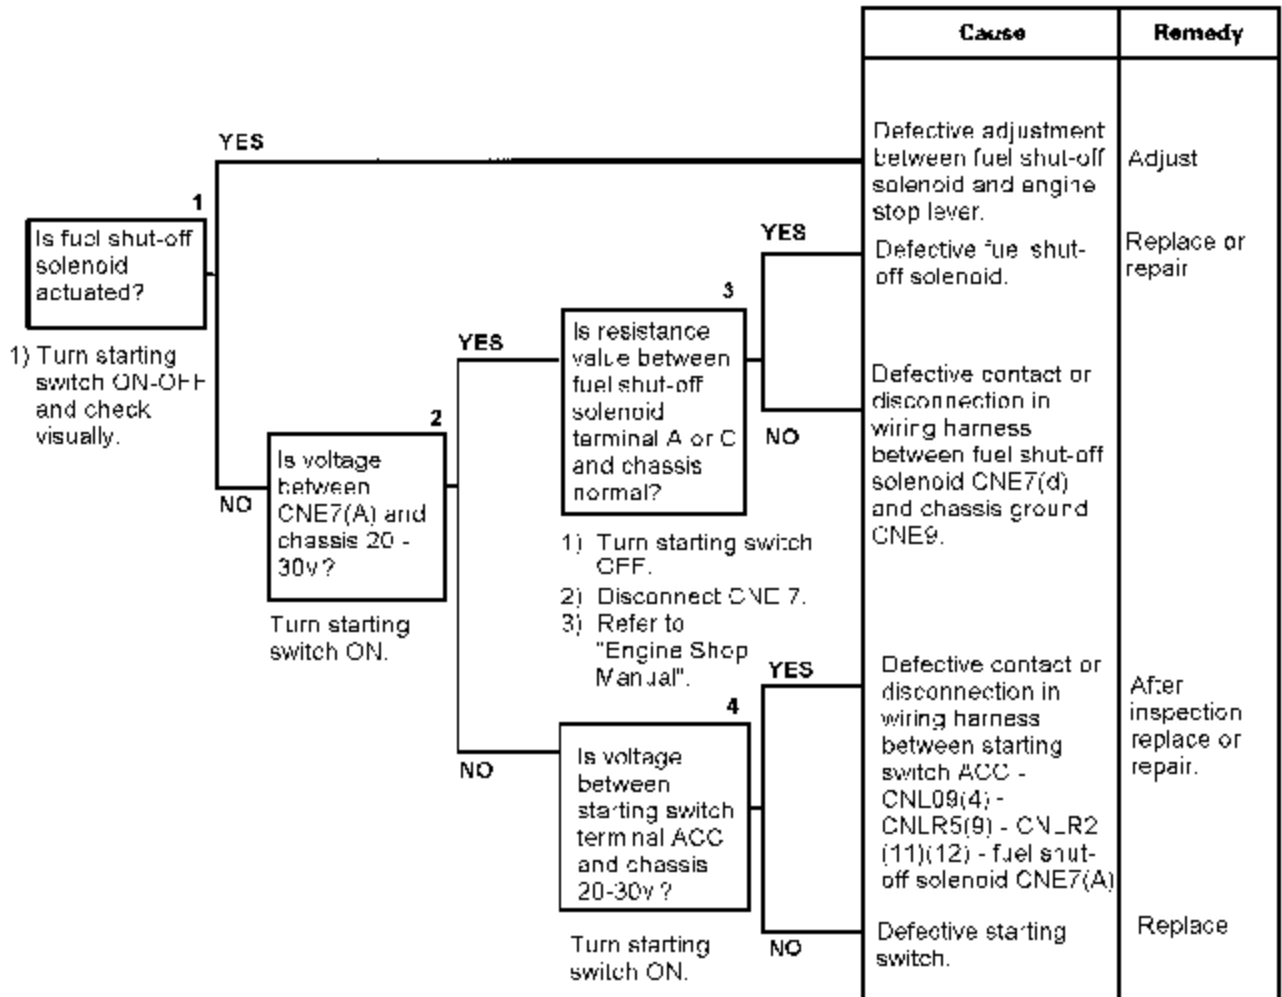 Cause
Remedy
YES
Defective adjustment
between fuel shut-off
solenoid and engine
stop lever.
Adjust
1
Is fuel shut-off
solenoid
actuated?
1) Turn starting
switch ON-OFF
and check
visually.
YES
Defective fuel shut-
off solenoid.
Replace or
repair
3
YES
Is resistance
value between
fuel shut-off
solenoid
terminal A or C
and chassis
normal?
NO
Defective contact or
disconnection in
wiring harness
between fuel shut-off
solenoid CNE7(d)
and chassis ground
CNE9.
1) Turn starting switch
OFF.
2) Disconnect CNE 7.
3) Refer to
"Engine Shop
Manual".
2
NO
Is voltage
between
CNE7(A) and
chassis 20 -
30v?
Turn starting
switch ON.
NO
4
Is voltage
between
starting switch
terminal ACC
and chassis
20-30v?
Turn starting
switch ON.
YES
Defective contact or
disconnection in
wiring harness
between starting
switch ACC -
CNL09(4) -
CNLR5(9) - CNLR2
(11)(12) - fuel shut-
off solenoid CNE7(A)
After
inspection
replace or
repair.
NO
Defective starting
switch.
Replace